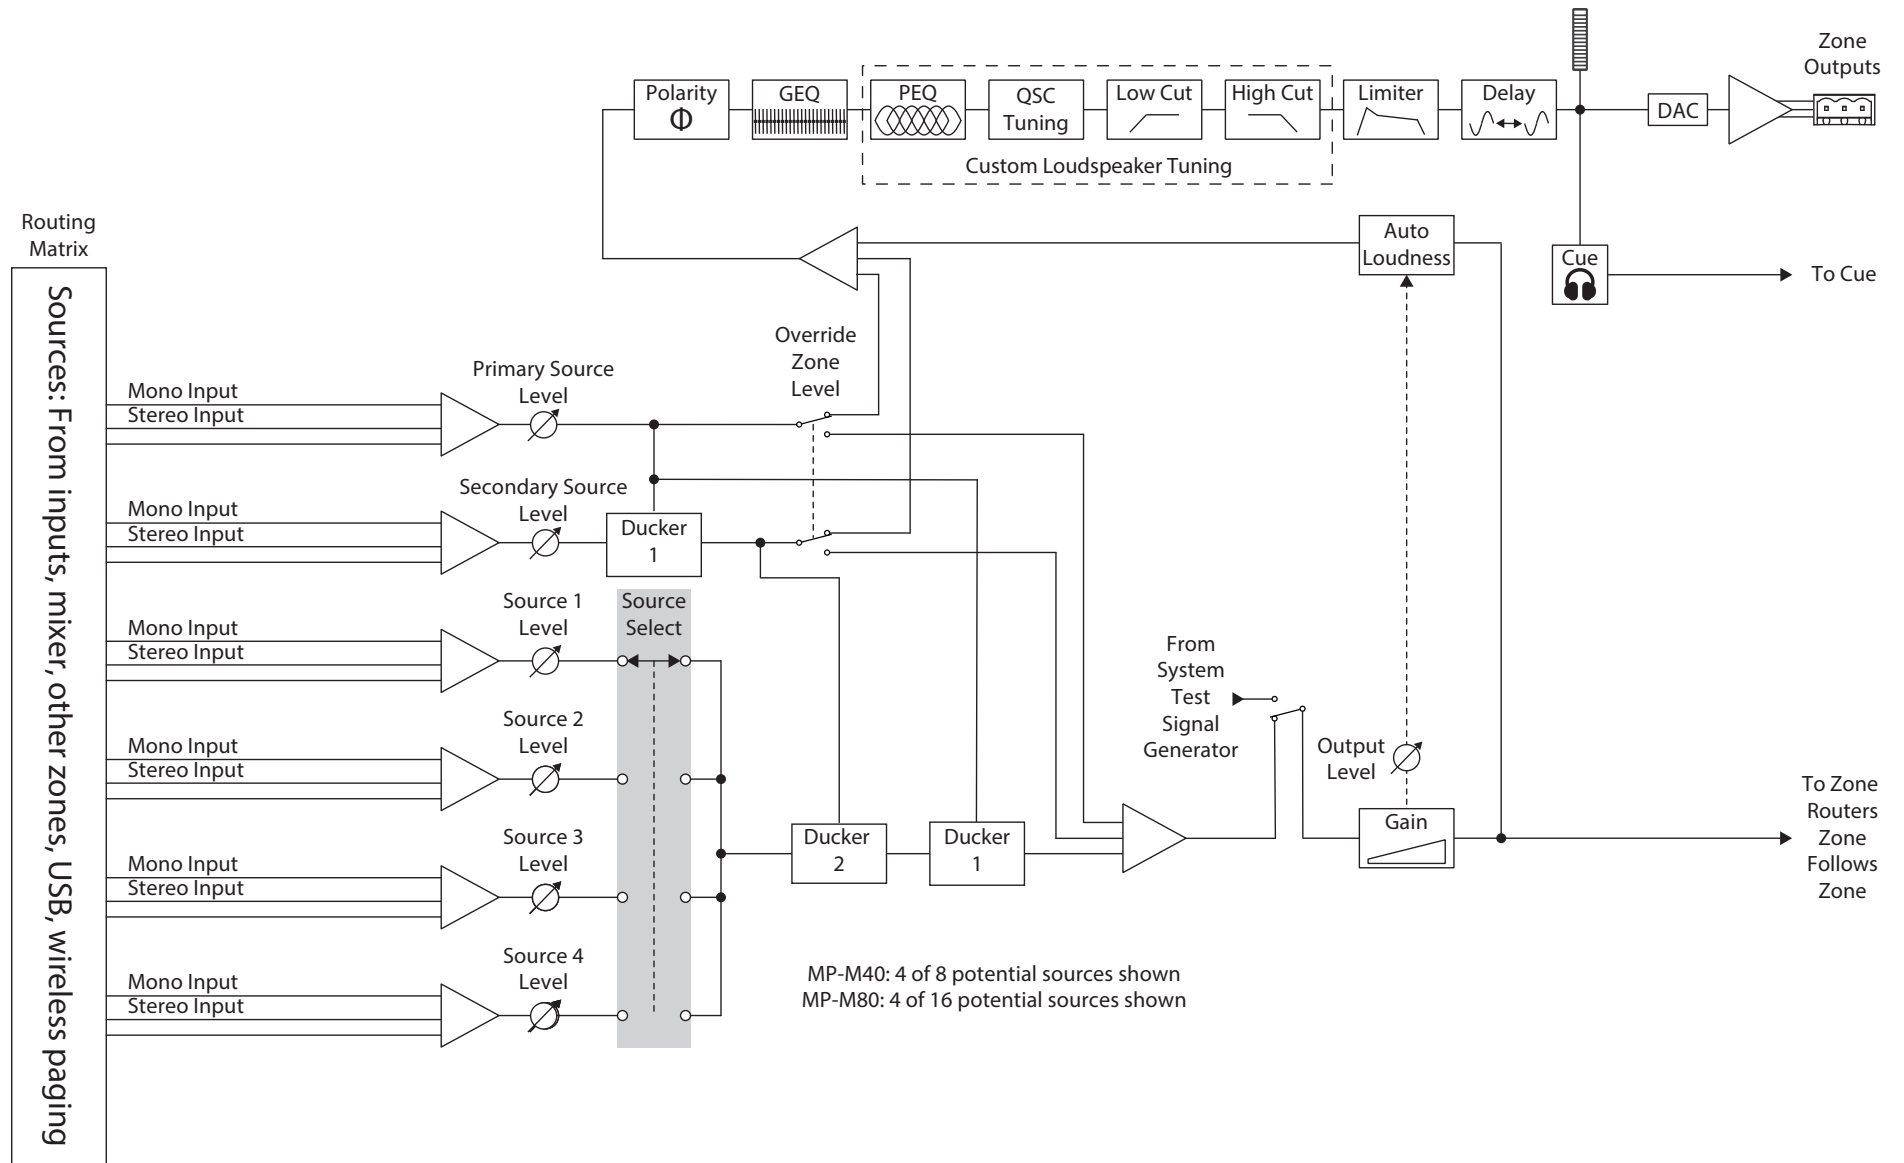 Zone
Outputs
Polarity
Φ
GEQ
PEQ
QSC
Tuning
Low Cut
High Cut
Limiter
Delay
DAC
Custom Loudspeaker Tuning
Routing
Matrix
Sources: From inputs, mixer, other zones, USB, wireless paging
Auto
Loudness
Cue
To Cue
Override
Zone
Level
Primary Source
Level
Mono Input
Stereo Input
Secondary Source
Level
Mono Input
Stereo Input
Ducker
1
Source 1
Level
Source
Select
Mono Input
Stereo Input
From
System
Test
Signal
Generator
Source 2
Level
Mono Input
Stereo Input
Output
Level
To Zone
Routers
Zone
Follows
Zone
Source 3
Level
Mono Input
Stereo Input
Ducker
2
Ducker
1
Gain
Source 4
Level
Mono Input
Stereo Input
MP-M40: 4 of 8 potential sources shown
MP-M80: 4 of 16 potential sources shown